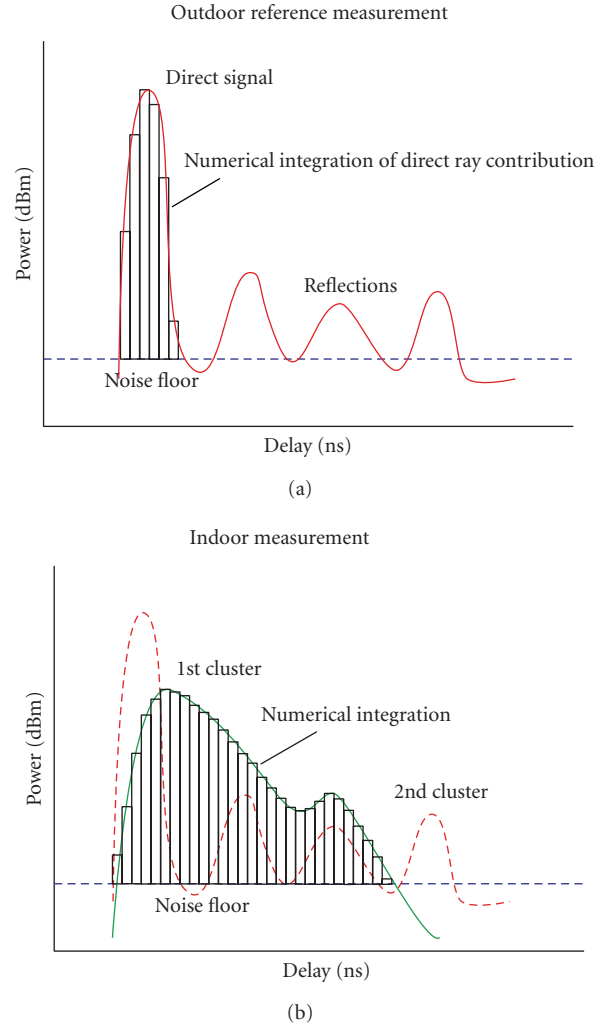 Outdoor reference measurement
Direct signal
Numerical integration of direct ray contribution
Reflections
Noise floor
Power (dBm)
Delay (ns)
(a)
Indoor measurement
1st cluster
Numerical integration
2nd cluster
Noise floor
Power (dBm)
Delay (ns)
(b)